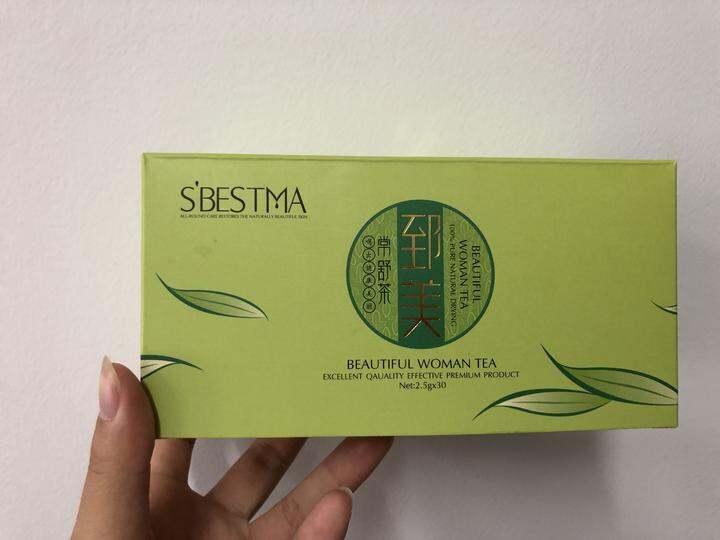 S'BESTMA
ALL-ROUND CARE RESTORES THE NATURALLY BEAUTIFUL SKIN
BEAUTIFUL
WOMAN TEA
100% PURE NATURAL DRYING
郅美
常舒茶
BEAUTIFUL WOMAN TEA
EXCELLENT QAUALITY EFFECTIVE PREMIUM PRODUCT
Net:2.5gx30